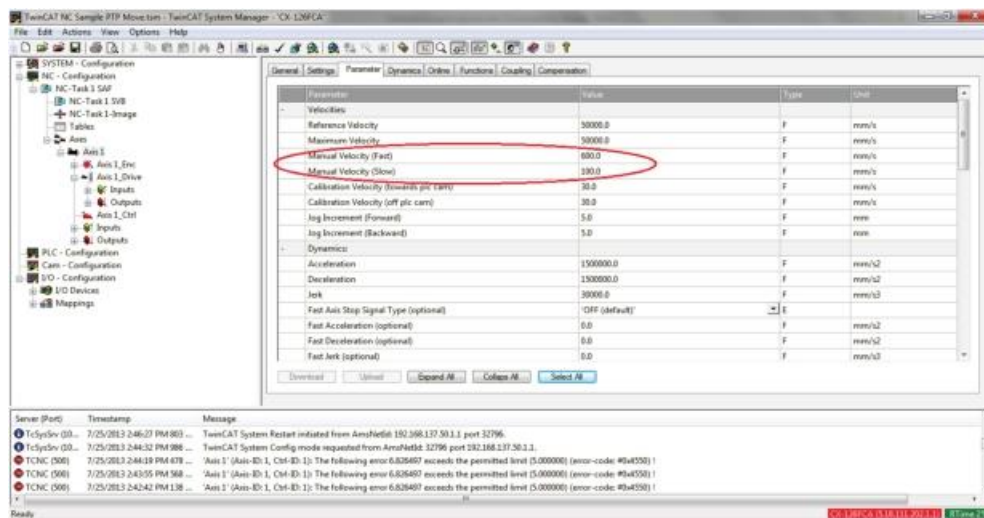 TwinCAT NC Sample PTP Move.tsm - TwinCAT System Manager - 'CX-126FCA'
File Edit Actions View Options Help
SYSTEM - Configuration
NC - Configuration
NC-Task 1 SAF
NC-Task 1 SVB
NC-Task 1-Image
Tables
Axes
Axis 1
Axis 1_Enc
Axis 1_Drive
Inputs
Outputs
Axis 1_Ctrl
Inputs
Outputs
PLC - Configuration
Cam - Configuration
I/O - Configuration
I/O Devices
Mappings
General Settings Parameter Dynamics Online Functions Coupling Compensation
Parameter Value Type Unit
- Velocities:
Reference Velocity 50000.0 F mm/s
Maximum Velocity 50000.0 F mm/s
Manual Velocity (Fast) 600.0 F mm/s
Manual Velocity (Slow) 100.0 F mm/s
Calibration Velocity (towards plc cam) 30.0 F mm/s
Calibration Velocity (off plc cam) 30.0 F mm/s
Jog Increment (Forward) 5.0 F mm
Jog Increment (Backward) 5.0 F mm
- Dynamics:
Acceleration 1500000.0 F mm/s2
Deceleration 1500000.0 F mm/s2
Jerk 30000.0 F mm/s3
Fast Axis Stop Signal Type (optional) 'OFF (default)' E
Fast Acceleration (optional) 0.0 F mm/s2
Fast Deceleration (optional) 0.0 F mm/s2
Fast Jerk (optional) 0.0 F mm/s3
Download Upload Expand All Collaps All Select All
Server (Port) Timestamp Message
TcSysSrv (10... 7/25/2013 2:46:27 PM 803 ... TwinCAT System Restart initiated from AmsNetId: 192.168.137.50.1.1 port 32796.
TcSysSrv (10... 7/25/2013 2:44:32 PM 986 ... TwinCAT System Config mode requested from AmsNetId: 32796 port 192.168.137.50.1.1.
TCNC (500) 7/25/2013 2:44:19 PM 478 ... 'Axis 1' (Axis-ID: 1, Ctrl-ID: 1): The following error 6.826497 exceeds the permitted limit (5.000000) (error-code: #0x4550) !
TCNC (500) 7/25/2013 2:43:55 PM 568 ... 'Axis 1' (Axis-ID: 1, Ctrl-ID: 1): The following error 6.826497 exceeds the permitted limit (5.000000) (error-code: #0x4550) !
TCNC (500) 7/25/2013 2:42:42 PM 138 ... 'Axis 1' (Axis-ID: 1, Ctrl-ID: 1): The following error 6.826497 exceeds the permitted limit (5.000000) (error-code: #0x4550) !
Ready CX-126FCA (5.18.111.202.1.1) RTime